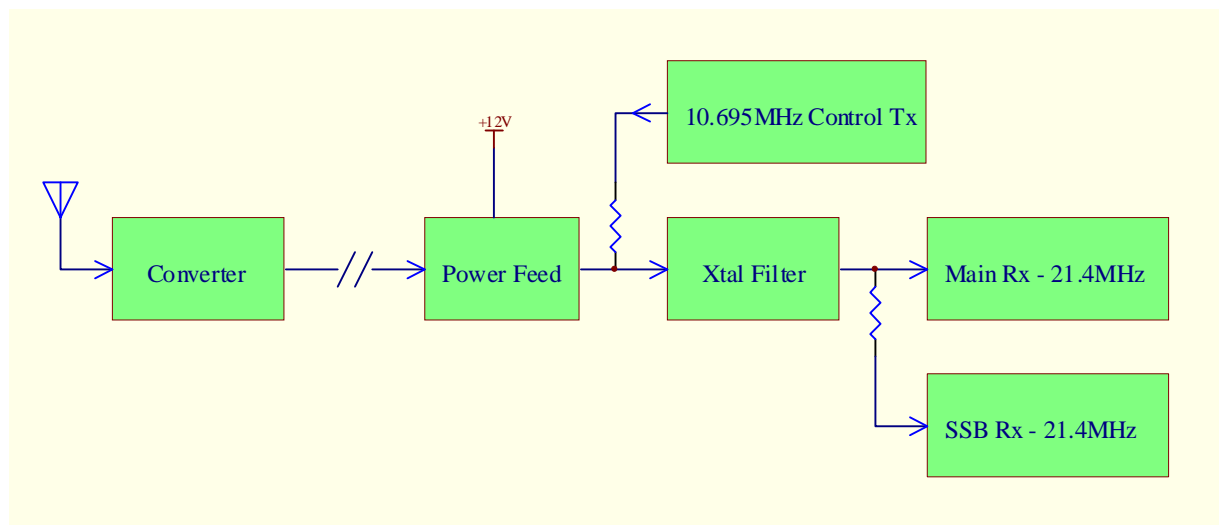 10.695MHz Control Tx
+12V
Converter
Power Feed
Xtal Filter
Main Rx - 21.4MHz
SSB Rx - 21.4MHz